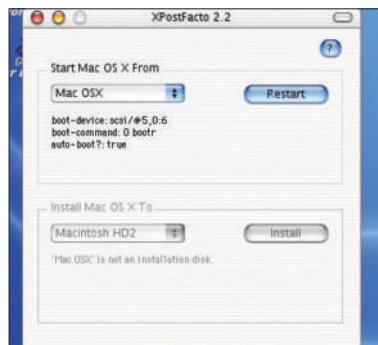 XPostFacto 2.2
?
Start Mac OS X From
Mac OSX
Restart
boot-device: scsi/@5,0:6
boot-command: 0 bootr
auto-boot?: true
Install Mac OS X To
Macintosh HD2
Install
'Mac OSX' is not an installation disk.